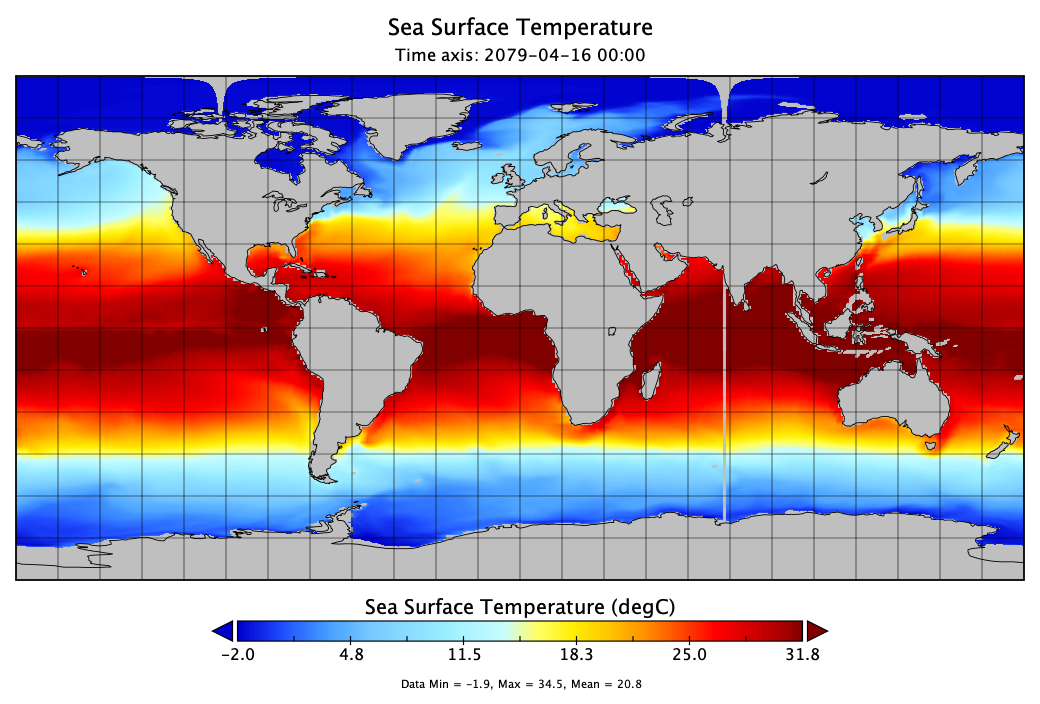 Sea Surface Temperature
Time axis: 2079-04-16 00:00
Sea Surface Temperature (degC)
−2.0 4.8 11.5 18.3 25.0 31.8
Data Min = −1.9, Max = 34.5, Mean = 20.8